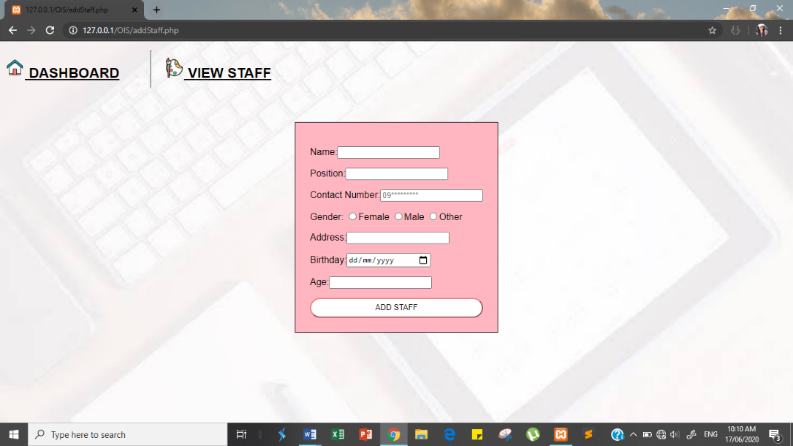 127.0.0.1/OIS/addStaff.php
127.0.0.1/OIS/addStaff.php
DASHBOARD
VIEW STAFF
Name:
Position:
Contact Number: 09*********
Gender: Female Male Other
Address:
Birthday: dd/mm/yyyy
Age:
ADD STAFF
Type here to search
ENG
10:10 AM
17/06/2020